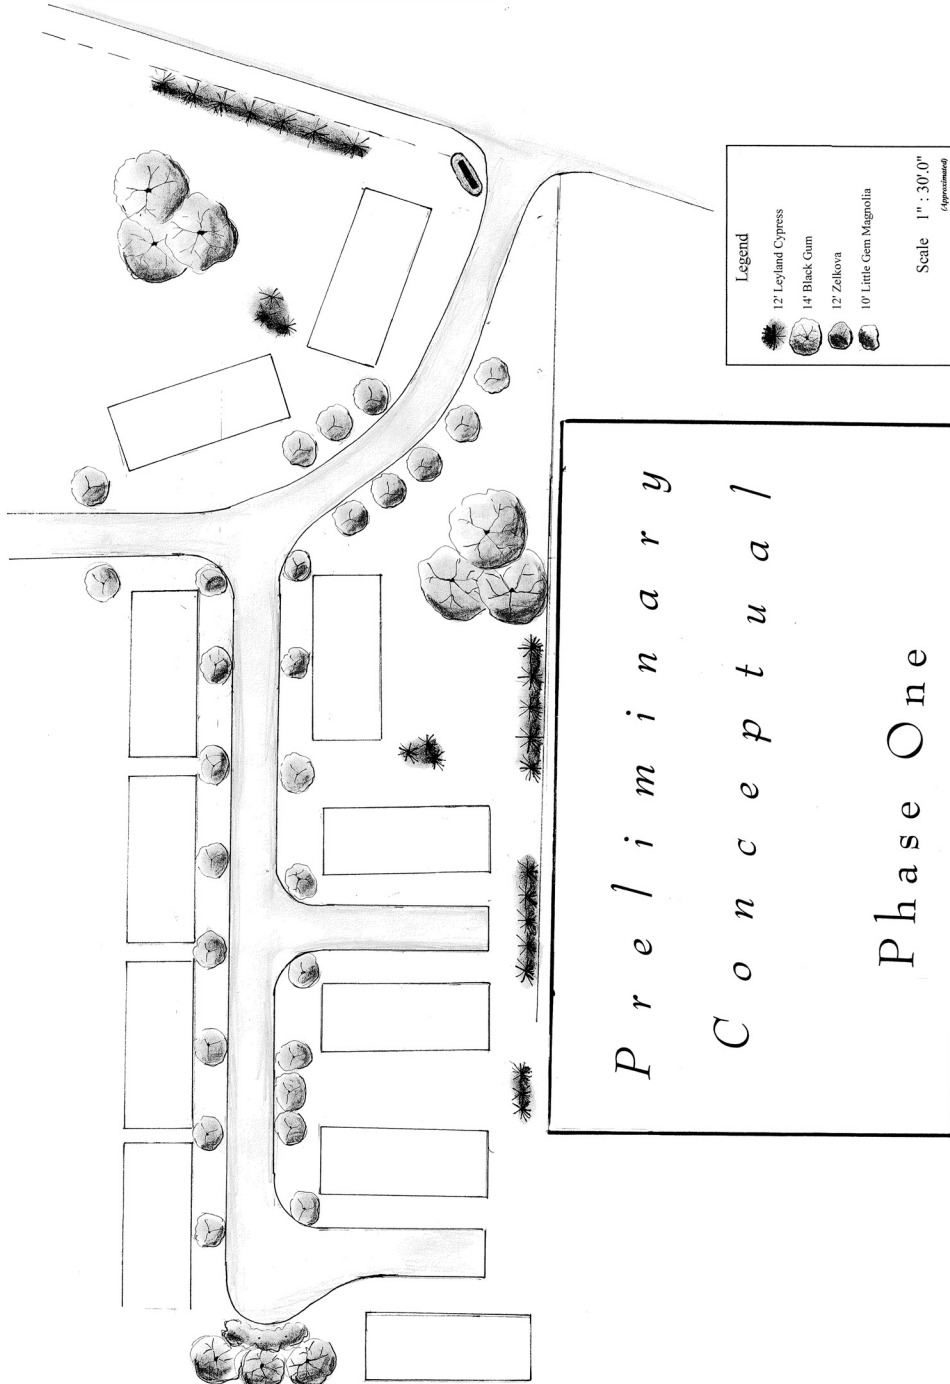 Legend
12' Leyland Cypress
14' Black Gum
12' Zelkova
10' Little Gem Magnolia
Scale 1" : 30'.0"
(Approximated)
Preliminary
Conceptual
Phase One